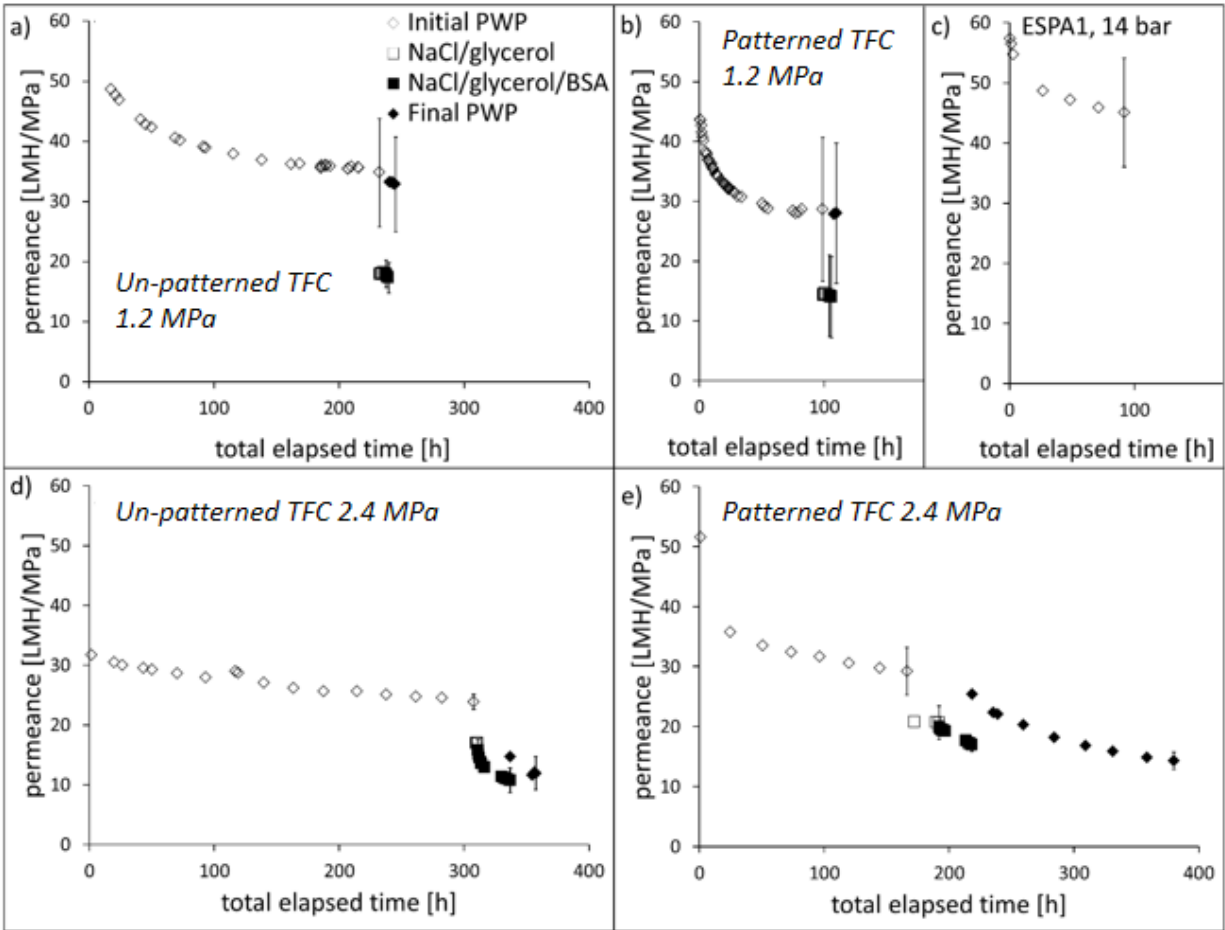 a)
◇ Initial PWP
□ NaCl/glycerol
■ NaCl/glycerol/BSA
◆ Final PWP
60
50
40
30
20
10
0
permeance [LMH/MPa]
Un-patterned TFC
1.2 MPa
0 100 200 300 400
total elapsed time [h]
b)
Patterned TFC
1.2 MPa
60
50
40
30
20
10
0
permeance [LMH/MPa]
0 100
total elapsed time [h]
c)
ESPA1, 14 bar
60
50
40
30
20
10
0
permeance [LMH/MPa]
0 100
total elapsed time [h]
d)
Un-patterned TFC 2.4 MPa
60
50
40
30
20
10
0
permeance [LMH/MPa ]
0 100 200 300 400
total elapsed time [h]
e)
Patterned TFC 2.4 MPa
60
50
40
30
20
10
0
permeance [LMH/MPa ]
0 100 200 300 400
total elapsed time [h]